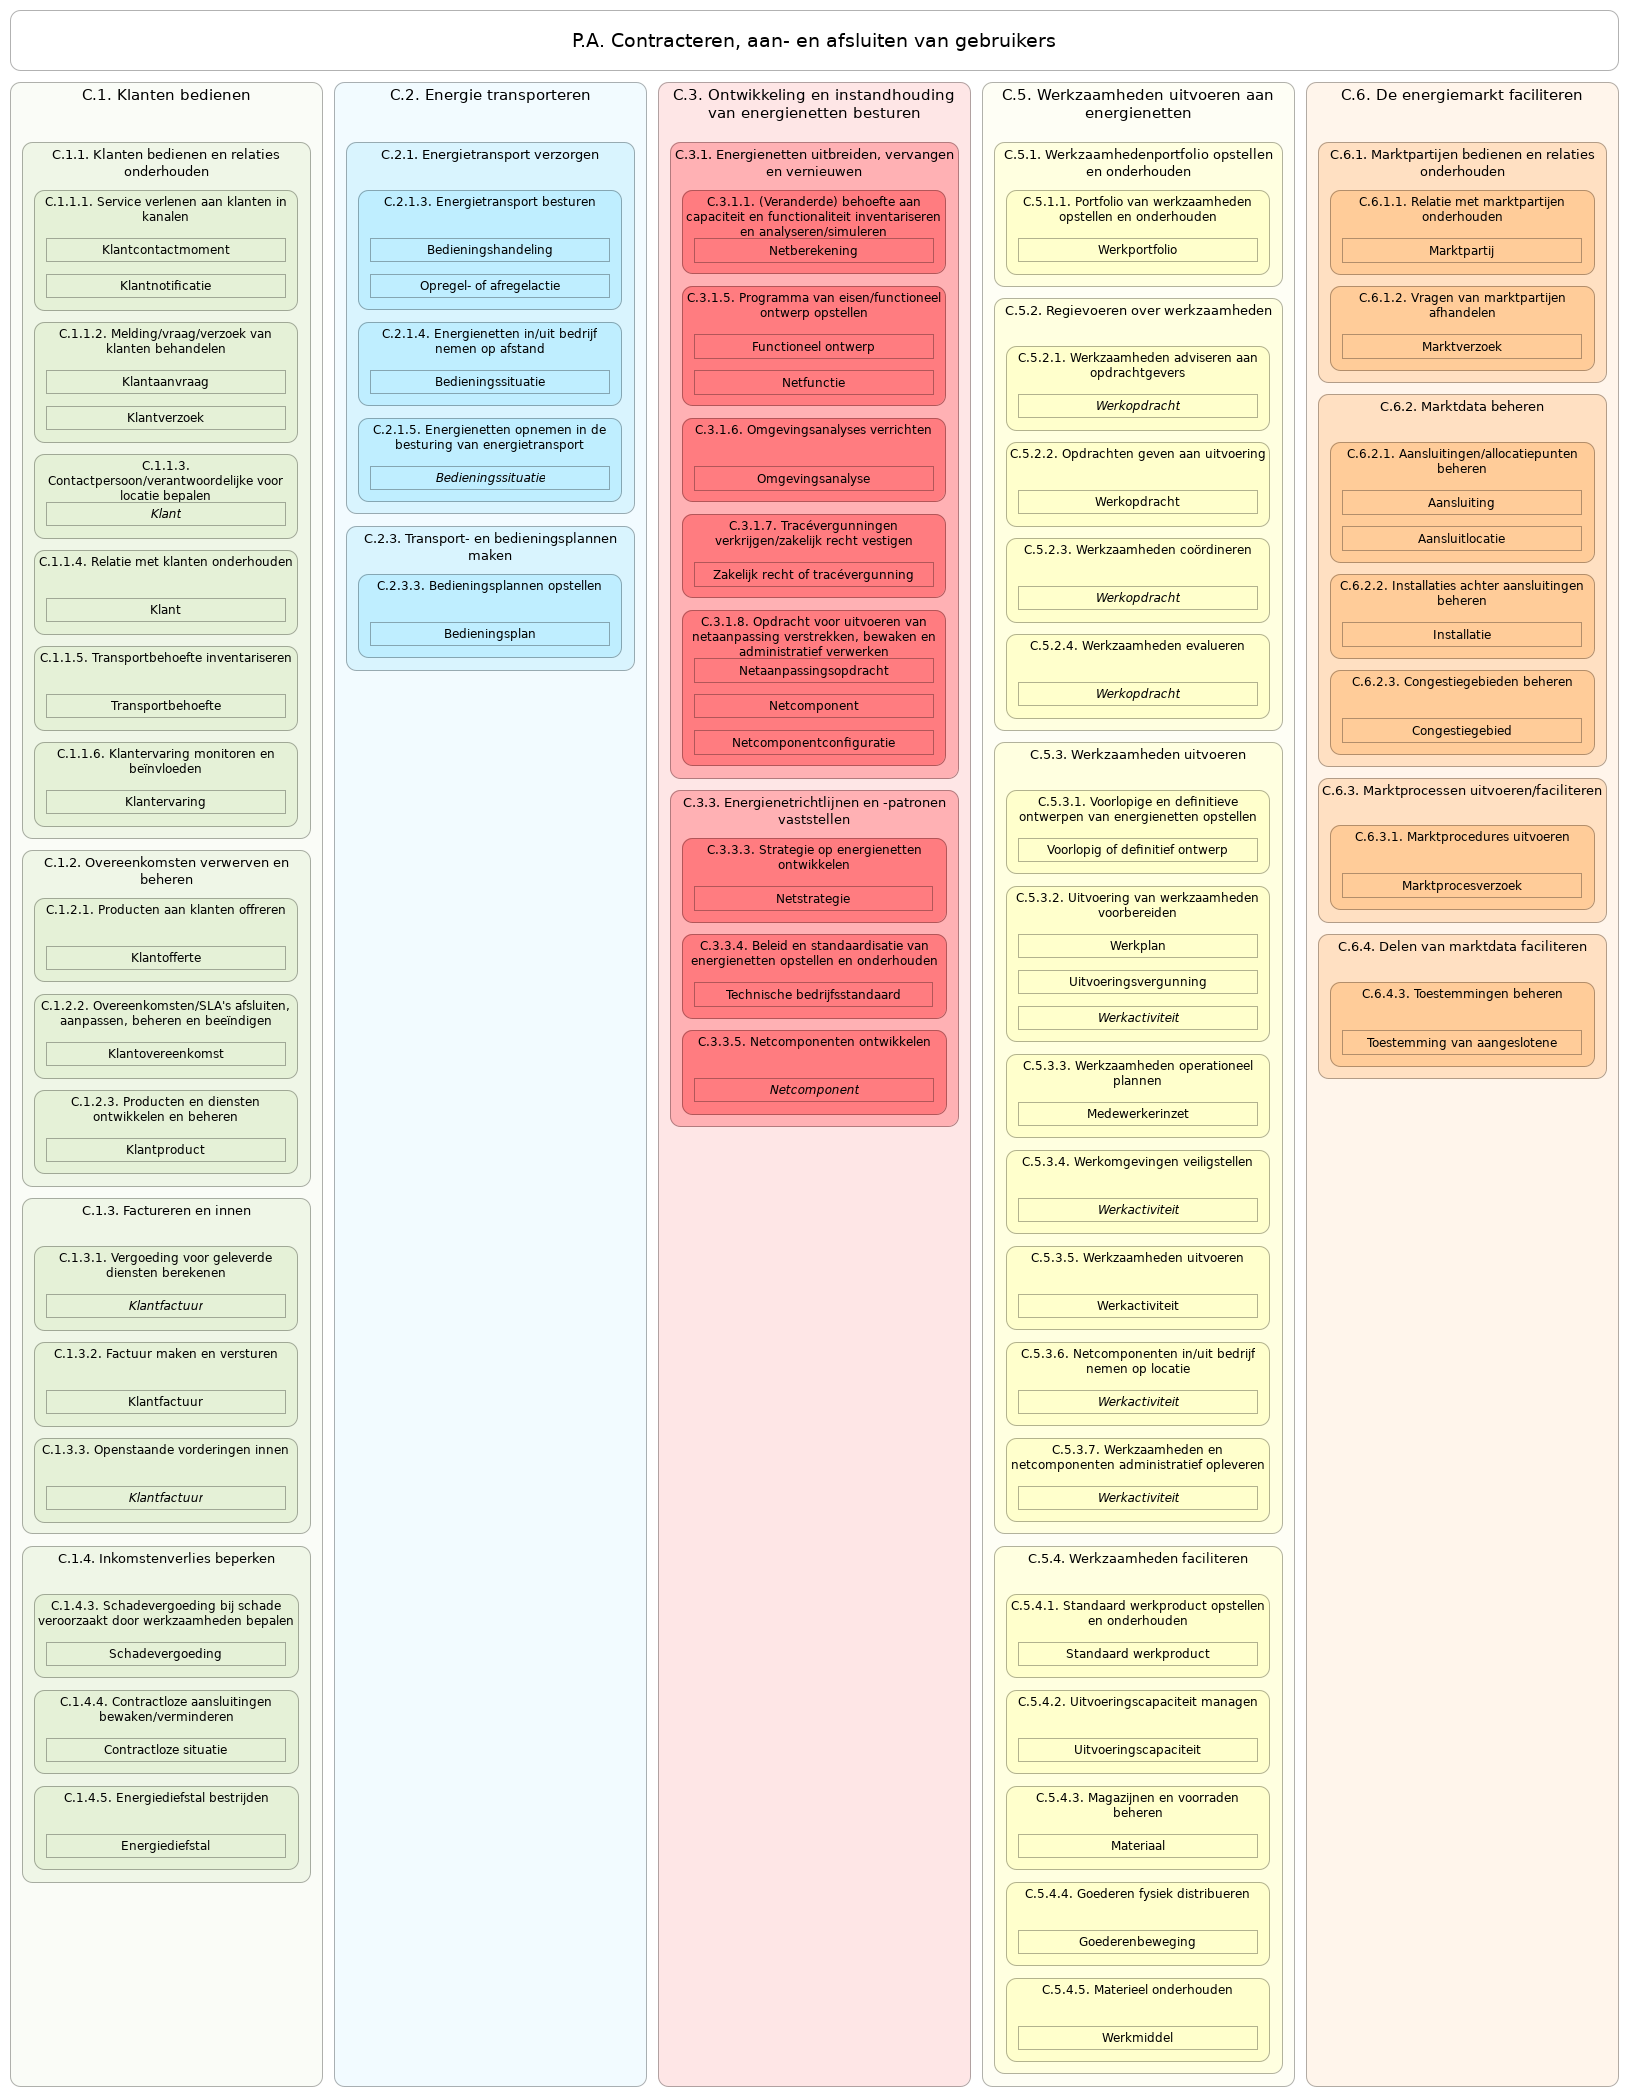 P.A. Contracteren, aan- en afsluiten van gebruikers
C.1. Klanten bedienen
C.1.1. Klanten bedienen en relaties
onderhouden
C.1.1.1. Service verlenen aan klanten in
kanalen
Klantcontactmoment
Klantnotificatie
C.1.1.2. Melding/vraag/verzoek van
klanten behandelen
Klantaanvraag
Klantverzoek
C.1.1.3.
Contactpersoon/verantwoordelijke voor
locatie bepalen
Klant
C.1.1.4. Relatie met klanten onderhouden
Klant
C.1.1.5. Transportbehoefte inventariseren
Transportbehoefte
C.1.1.6. Klantervaring monitoren en
beïnvloeden
Klantervaring
C.1.2. Overeenkomsten verwerven en
beheren
C.1.2.1. Producten aan klanten offreren
Klantofferte
C.1.2.2. Overeenkomsten/SLA's afsluiten,
aanpassen, beheren en beeïndigen
Klantovereenkomst
C.1.2.3. Producten en diensten
ontwikkelen en beheren
Klantproduct
C.1.3. Factureren en innen
C.1.3.1. Vergoeding voor geleverde
diensten berekenen
Klantfactuur
C.1.3.2. Factuur maken en versturen
Klantfactuur
C.1.3.3. Openstaande vorderingen innen
Klantfactuur
C.1.4. Inkomstenverlies beperken
C.1.4.3. Schadevergoeding bij schade
veroorzaakt door werkzaamheden bepalen
Schadevergoeding
C.1.4.4. Contractloze aansluitingen
bewaken/verminderen
Contractloze situatie
C.1.4.5. Energiediefstal bestrijden
Energiediefstal
C.2. Energie transporteren
C.2.1. Energietransport verzorgen
C.2.1.3. Energietransport besturen
Bedieningshandeling
Opregel- of afregelactie
C.2.1.4. Energienetten in/uit bedrijf
nemen op afstand
Bedieningssituatie
C.2.1.5. Energienetten opnemen in de
besturing van energietransport
Bedieningssituatie
C.2.3. Transport- en bedieningsplannen
maken
C.2.3.3. Bedieningsplannen opstellen
Bedieningsplan
C.3. Ontwikkeling en instandhouding
van energienetten besturen
C.3.1. Energienetten uitbreiden, vervangen
en vernieuwen
C.3.1.1. (Veranderde) behoefte aan
capaciteit en functionaliteit inventariseren
en analyseren/simuleren
Netberekening
C.3.1.5. Programma van eisen/functioneel
ontwerp opstellen
Functioneel ontwerp
Netfunctie
C.3.1.6. Omgevingsanalyses verrichten
Omgevingsanalyse
C.3.1.7. Tracévergunningen
verkrijgen/zakelijk recht vestigen
Zakelijk recht of tracévergunning
C.3.1.8. Opdracht voor uitvoeren van
netaanpassing verstrekken, bewaken en
administratief verwerken
Netaanpassingsopdracht
Netcomponent
Netcomponentconfiguratie
C.3.3. Energienetrichtlijnen en -patronen
vaststellen
C.3.3.3. Strategie op energienetten
ontwikkelen
Netstrategie
C.3.3.4. Beleid en standaardisatie van
energienetten opstellen en onderhouden
Technische bedrijfsstandaard
C.3.3.5. Netcomponenten ontwikkelen
Netcomponent
C.5. Werkzaamheden uitvoeren aan
energienetten
C.5.1. Werkzaamhedenportfolio opstellen
en onderhouden
C.5.1.1. Portfolio van werkzaamheden
opstellen en onderhouden
Werkportfolio
C.5.2. Regievoeren over werkzaamheden
C.5.2.1. Werkzaamheden adviseren aan
opdrachtgevers
Werkopdracht
C.5.2.2. Opdrachten geven aan uitvoering
Werkopdracht
C.5.2.3. Werkzaamheden coördineren
Werkopdracht
C.5.2.4. Werkzaamheden evalueren
Werkopdracht
C.5.3. Werkzaamheden uitvoeren
C.5.3.1. Voorlopige en definitieve
ontwerpen van energienetten opstellen
Voorlopig of definitief ontwerp
C.5.3.2. Uitvoering van werkzaamheden
voorbereiden
Werkplan
Uitvoeringsvergunning
Werkactiviteit
C.5.3.3. Werkzaamheden operationeel
plannen
Medewerkerinzet
C.5.3.4. Werkomgevingen veiligstellen
Werkactiviteit
C.5.3.5. Werkzaamheden uitvoeren
Werkactiviteit
C.5.3.6. Netcomponenten in/uit bedrijf
nemen op locatie
Werkactiviteit
C.5.3.7. Werkzaamheden en
netcomponenten administratief opleveren
Werkactiviteit
C.5.4. Werkzaamheden faciliteren
C.5.4.1. Standaard werkproduct opstellen
en onderhouden
Standaard werkproduct
C.5.4.2. Uitvoeringscapaciteit managen
Uitvoeringscapaciteit
C.5.4.3. Magazijnen en voorraden
beheren
Materiaal
C.5.4.4. Goederen fysiek distribueren
Goederenbeweging
C.5.4.5. Materieel onderhouden
Werkmiddel
C.6. De energiemarkt faciliteren
C.6.1. Marktpartijen bedienen en relaties
onderhouden
C.6.1.1. Relatie met marktpartijen
onderhouden
Marktpartij
C.6.1.2. Vragen van marktpartijen
afhandelen
Marktverzoek
C.6.2. Marktdata beheren
C.6.2.1. Aansluitingen/allocatiepunten
beheren
Aansluiting
Aansluitlocatie
C.6.2.2. Installaties achter aansluitingen
beheren
Installatie
C.6.2.3. Congestiegebieden beheren
Congestiegebied
C.6.3. Marktprocessen uitvoeren/faciliteren
C.6.3.1. Marktprocedures uitvoeren
Marktprocesverzoek
C.6.4. Delen van marktdata faciliteren
C.6.4.3. Toestemmingen beheren
Toestemming van aangeslotene